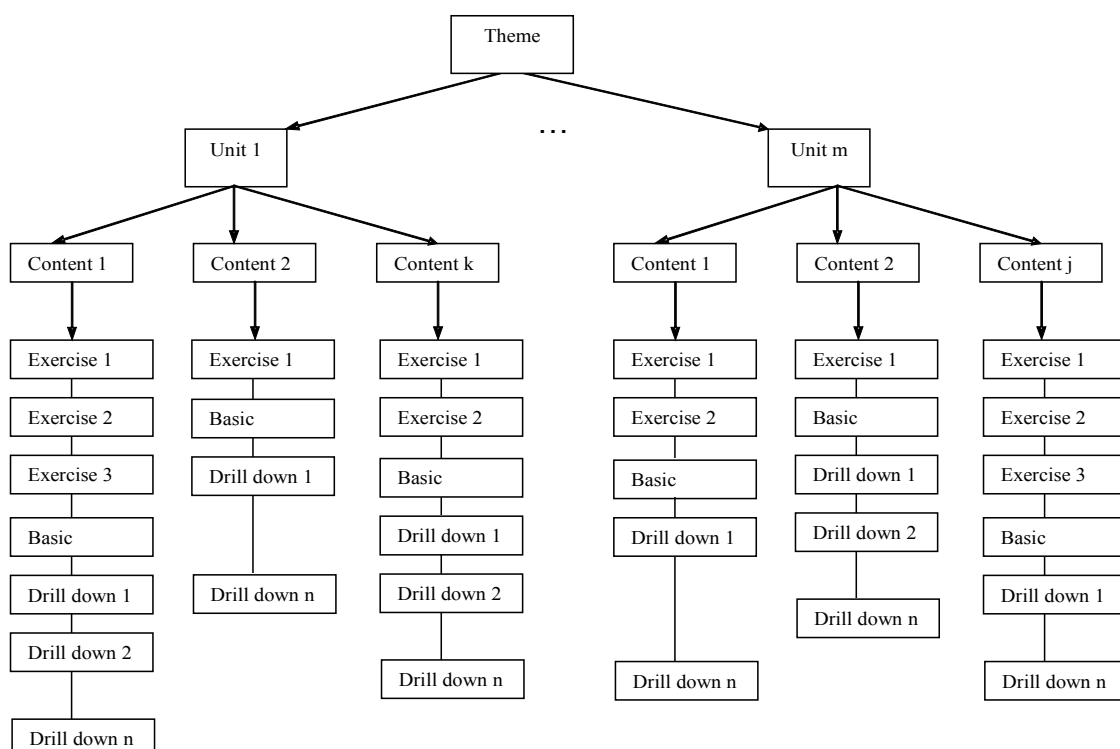 Theme
...
Unit 1
Unit m
Content 1
Content 2
Content k
Content 1
Content 2
Content j
Exercise 1
Exercise 2
Exercise 3
Basic
Drill down 1
Drill down 2
Drill down n
Exercise 1
Basic
Drill down 1
Drill down n
Exercise 1
Exercise 2
Basic
Drill down 1
Drill down 2
Drill down n
Exercise 1
Exercise 2
Basic
Drill down 1
Drill down n
Exercise 1
Basic
Drill down 1
Drill down 2
Drill down n
Exercise 1
Exercise 2
Exercise 3
Basic
Drill down 1
Drill down n